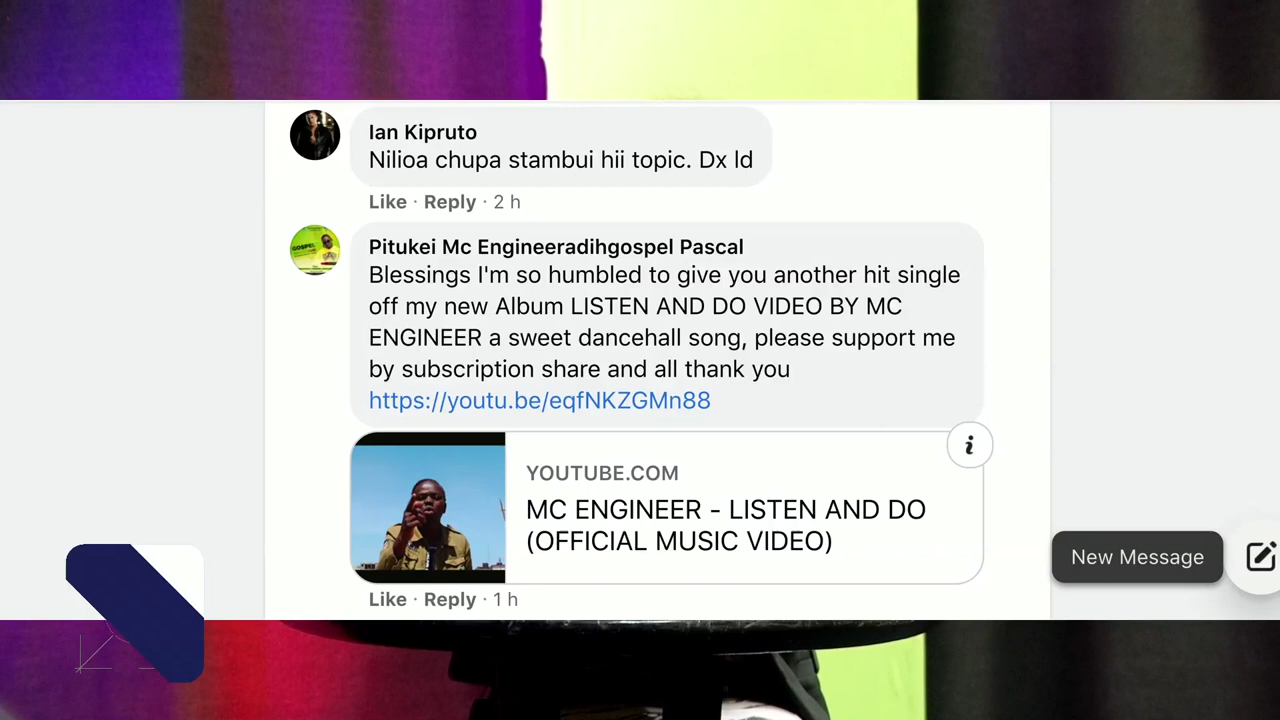 Ian Kipruto
Nilioa chupa stambui hii topic. Dx ld
Like · Reply · 2 h
GOSPEL
Pitukei Mc Engineeradihgospel Pascal
Blessings I'm so humbled to give you another hit single
off my new Album LISTEN AND DO VIDEO BY MC
ENGINEER a sweet dancehall song, please support me
by subscription share and all thank you
https://youtu.be/eqfNKZGMn88
YOUTUBE.COM
MC ENGINEER - LISTEN AND DO
(OFFICIAL MUSIC VIDEO)
Like · Reply · 1 h
New Message